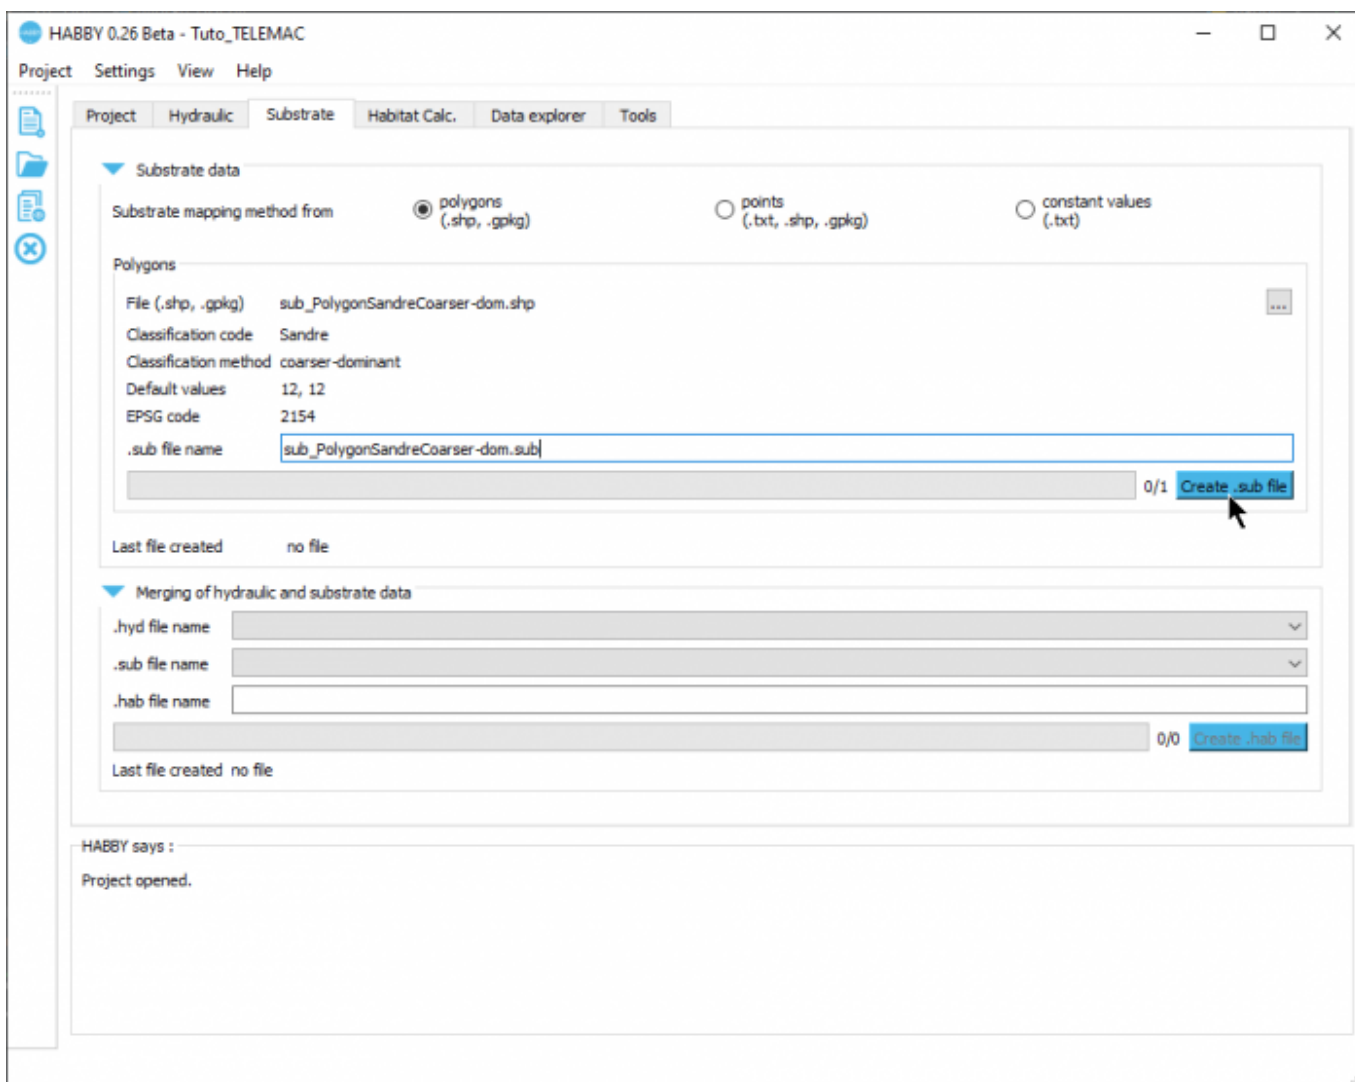 HABBY 0.26 Beta - Tuto_TELEMAC
Project Settings View Help
Project Hydraulic Substrate Habitat Calc. Data explorer Tools
Substrate data
Substrate mapping method from
polygons
(.shp, .gpkg)
points
(.txt, .shp, .gpkg)
constant values
(.txt)
Polygons
File (.shp, .gpkg) sub_PolygonSandreCoarser-dom.shp ...
Classification code Sandre
Classification method coarser-dominant
Default values 12, 12
EPSG code 2154
.sub file name sub_PolygonSandreCoarser-dom.sub
0/1 Create .sub file
Last file created no file
Merging of hydraulic and substrate data
.hyd file name
.sub file name
.hab file name
0/0 Create .hab file
Last file created no file
HABBY says :
Project opened.